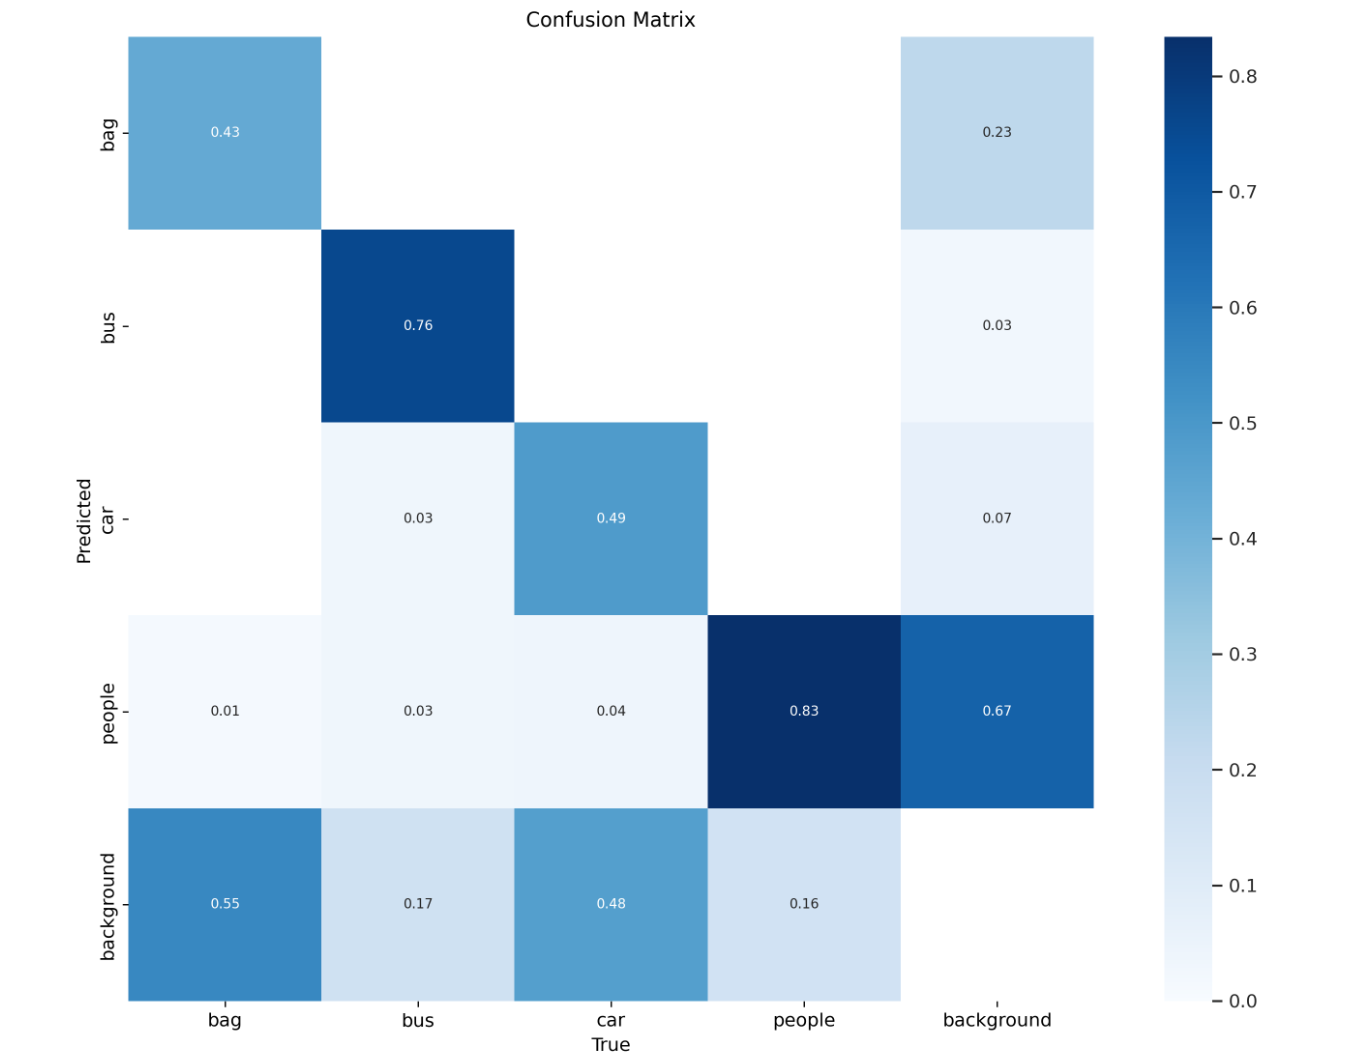 Confusion Matrix
bag
0.43
0.23
0.8
0.7
bus
0.76
0.03
0.6
0.5
Predicted
car
0.03
0.49
0.07
0.4
0.3
people
0.01
0.03
0.04
0.83
0.67
0.2
background
0.55
0.17
0.48
0.16
0.1
0.0
bag bus car people background
True